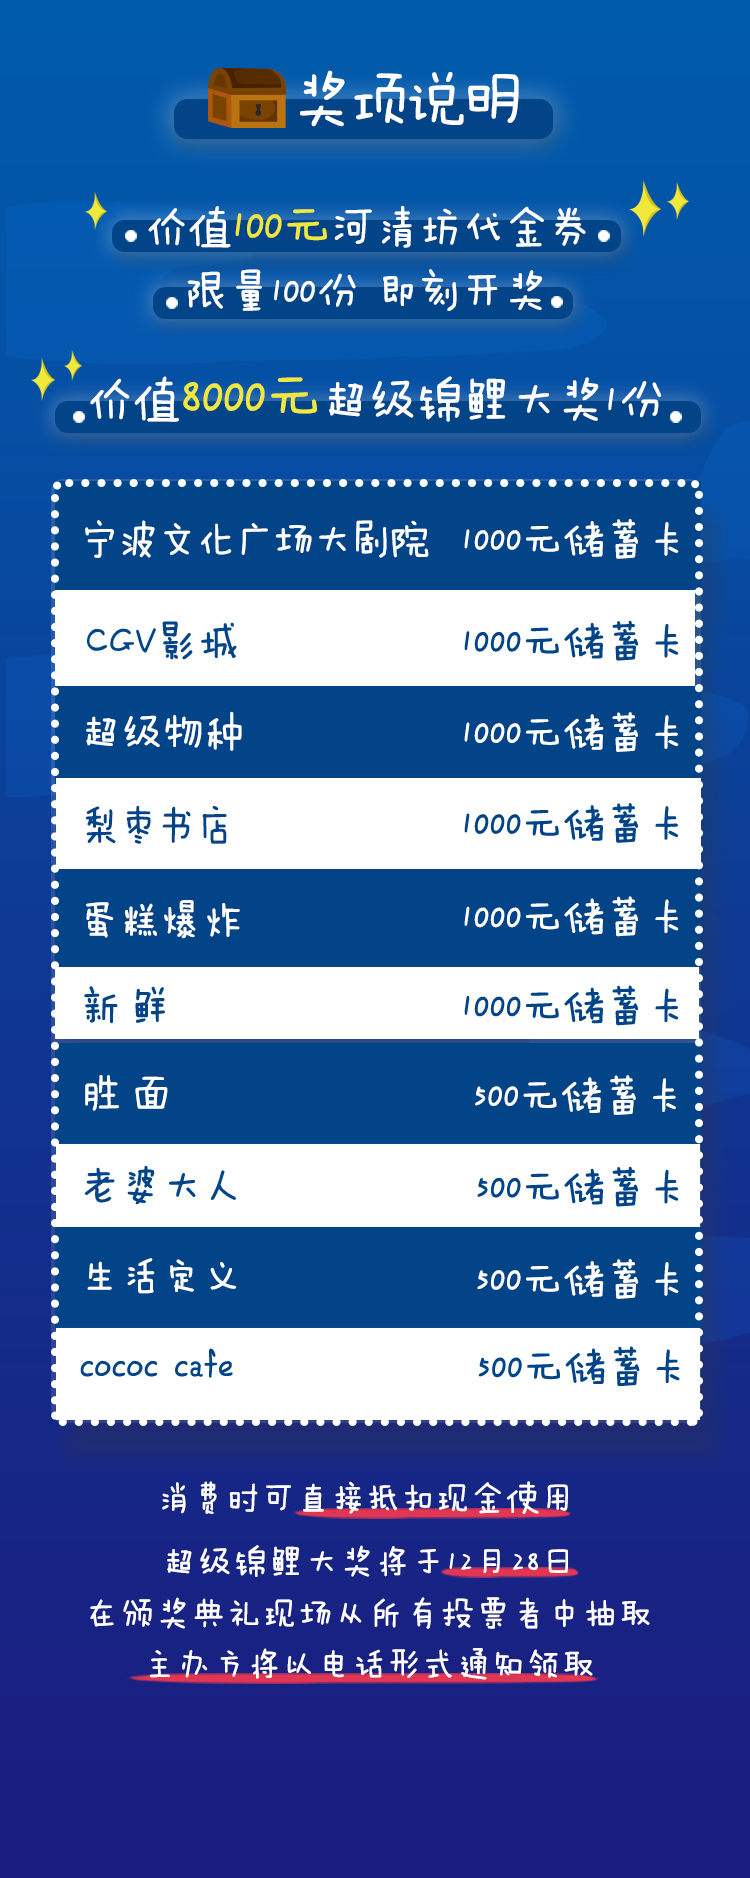 奖项说明
价值100元河清坊代金券
限量100份 即刻开奖
价值8000元超级锦鲤大奖1份
宁波文化广场大剧院 1000元储蓄卡
CGV影城 1000元储蓄卡
超级物种 1000元储蓄卡
梨枣书店 1000元储蓄卡
蛋糕爆炸 1000元储蓄卡
新鲜 1000元储蓄卡
胜面 500元储蓄卡
老婆大人 500元储蓄卡
生活定义 500元储蓄卡
cococ cafe 500元储蓄卡
消费时可直接抵扣现金使用
超级锦鲤大奖将于12月28日
在颁奖典礼现场从所有投票者中抽取
主办方将以电话形式通知领取